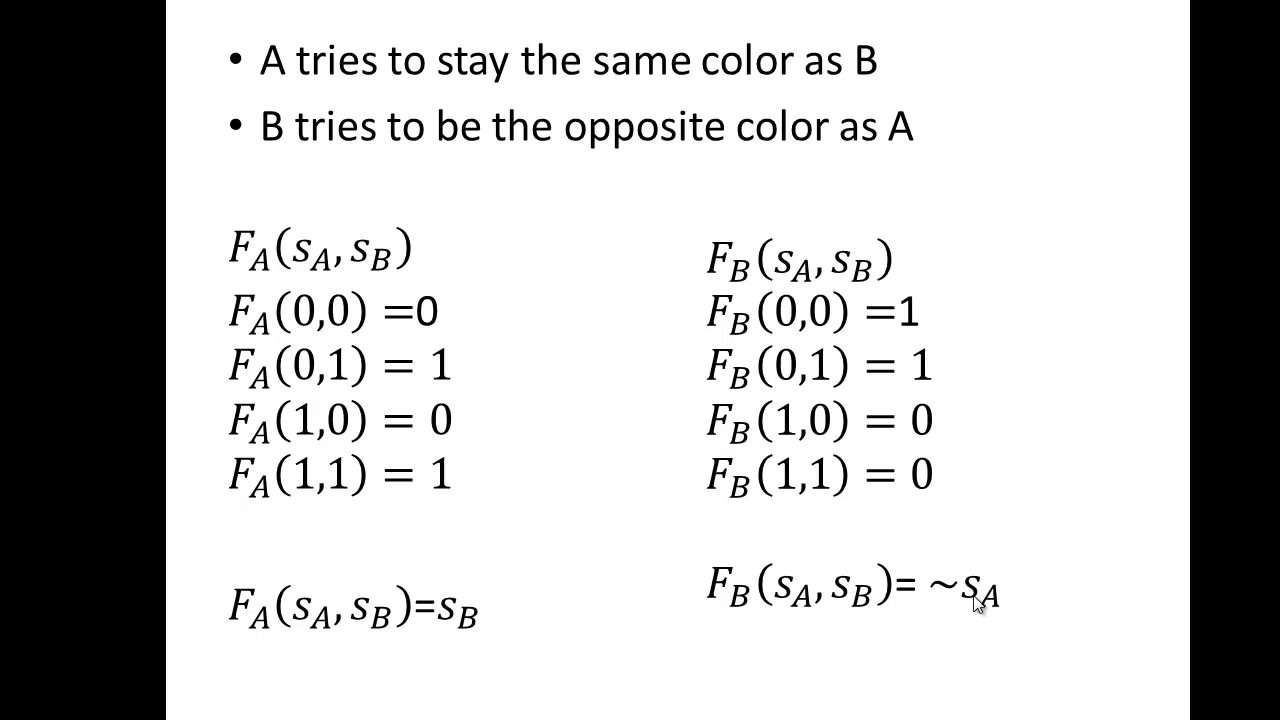 • A tries to stay the same color as B
• B tries to be the opposite color as A
F_A(s_A, s_B)
F_A(0,0) =0
F_A(0,1) = 1
F_A(1,0) = 0
F_A(1,1) = 1
F_A(s_A, s_B)=s_B
F_B(s_A, s_B)
F_B(0,0) =1
F_B(0,1) = 1
F_B(1,0) = 0
F_B(1,1) = 0
F_B(s_A, s_B)= ~s_A